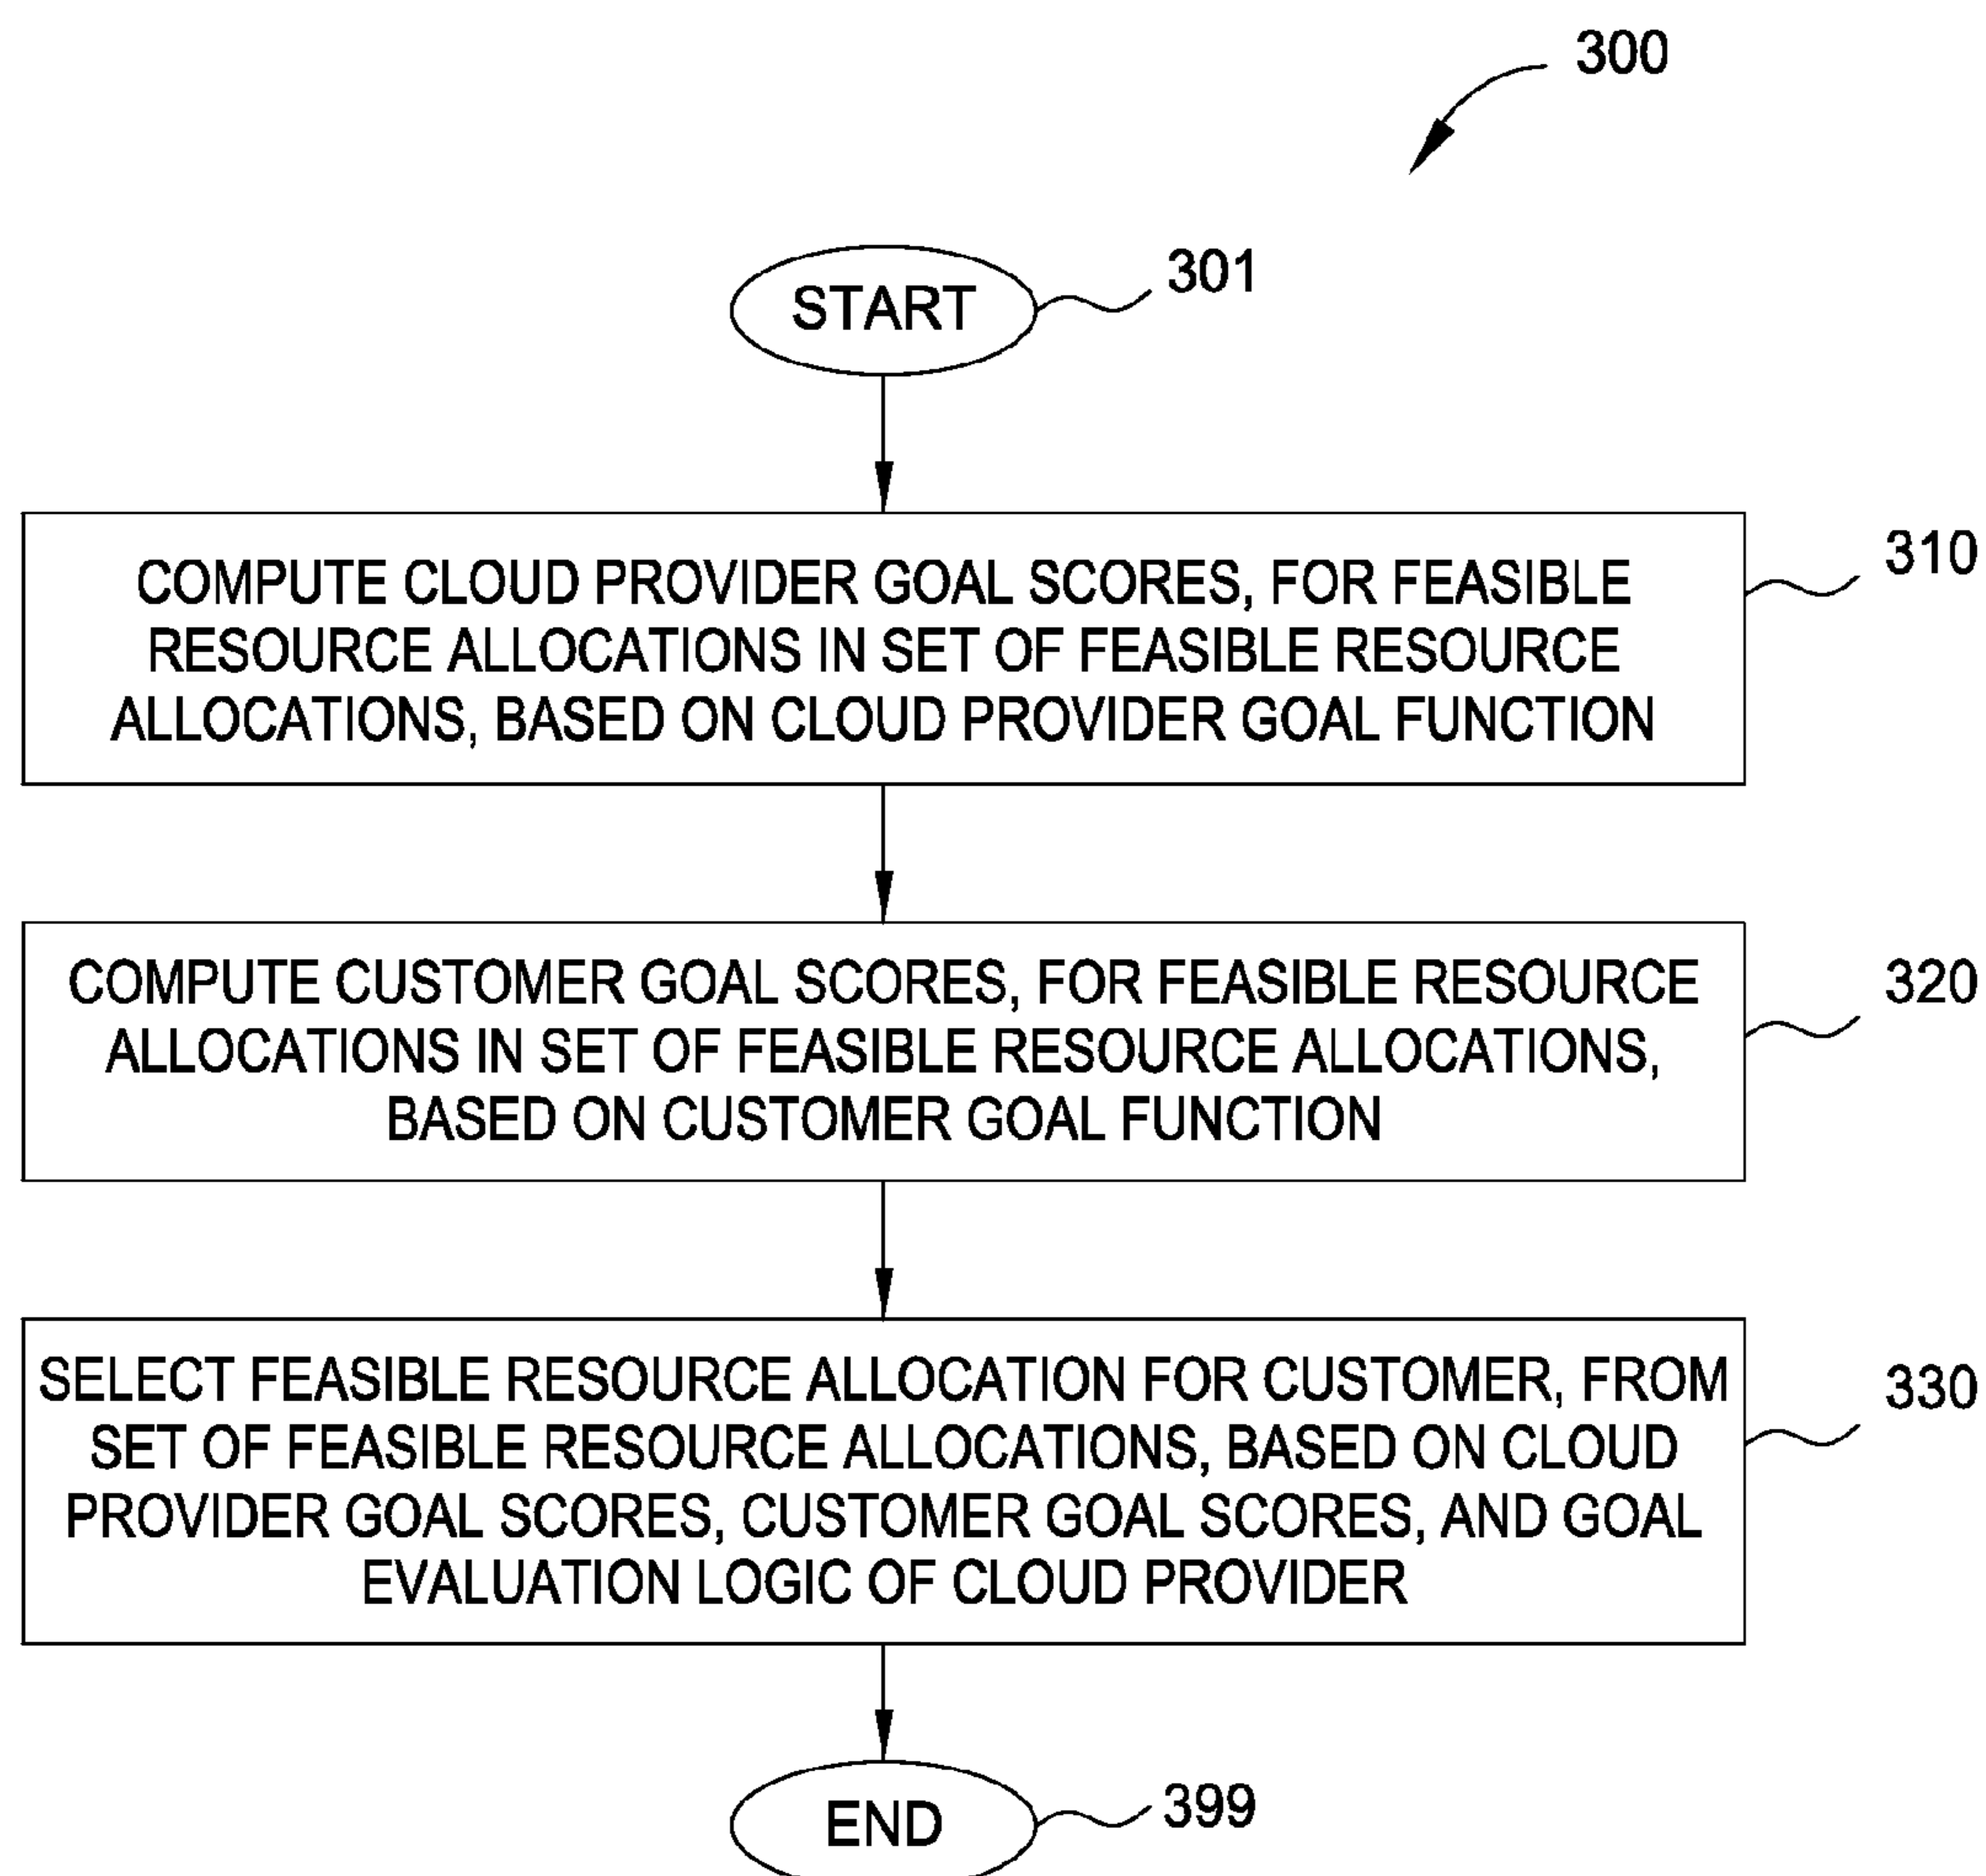 300
START
301
COMPUTE CLOUD PROVIDER GOAL SCORES, FOR FEASIBLE
RESOURCE ALLOCATIONS IN SET OF FEASIBLE RESOURCE
ALLOCATIONS, BASED ON CLOUD PROVIDER GOAL FUNCTION
310
COMPUTE CUSTOMER GOAL SCORES, FOR FEASIBLE RESOURCE
ALLOCATIONS IN SET OF FEASIBLE RESOURCE ALLOCATIONS,
BASED ON CUSTOMER GOAL FUNCTION
320
SELECT FEASIBLE RESOURCE ALLOCATION FOR CUSTOMER, FROM
SET OF FEASIBLE RESOURCE ALLOCATIONS, BASED ON CLOUD
PROVIDER GOAL SCORES, CUSTOMER GOAL SCORES, AND GOAL
EVALUATION LOGIC OF CLOUD PROVIDER
330
END
399